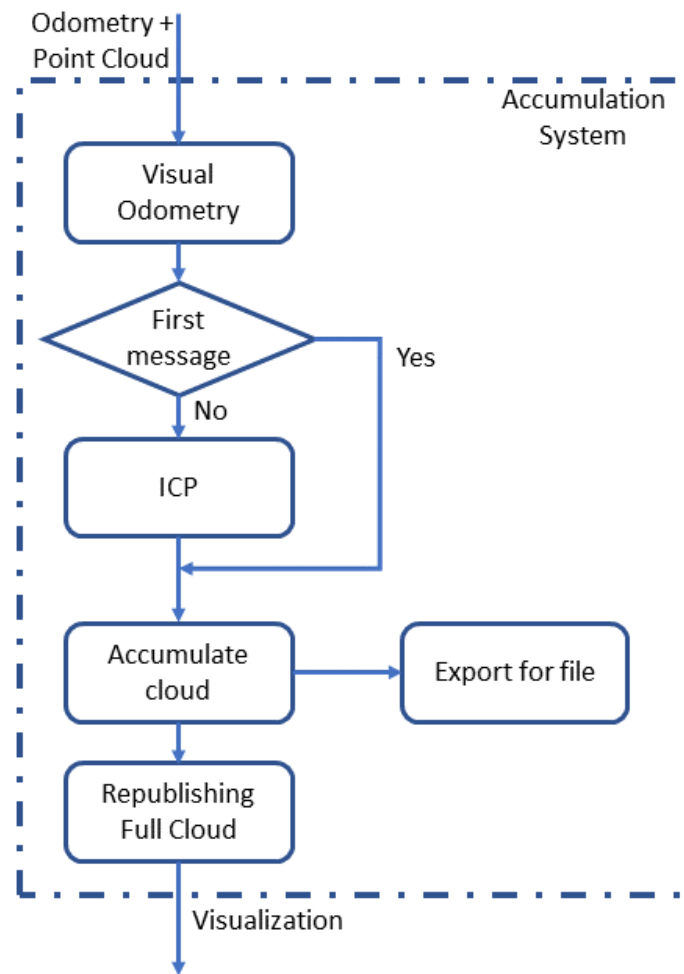 Odometry +
Point Cloud
Accumulation
System
Visual
Odometry
First
message
Yes
No
ICP
Accumulate
cloud
Export for file
Republishing
Full Cloud
Visualization